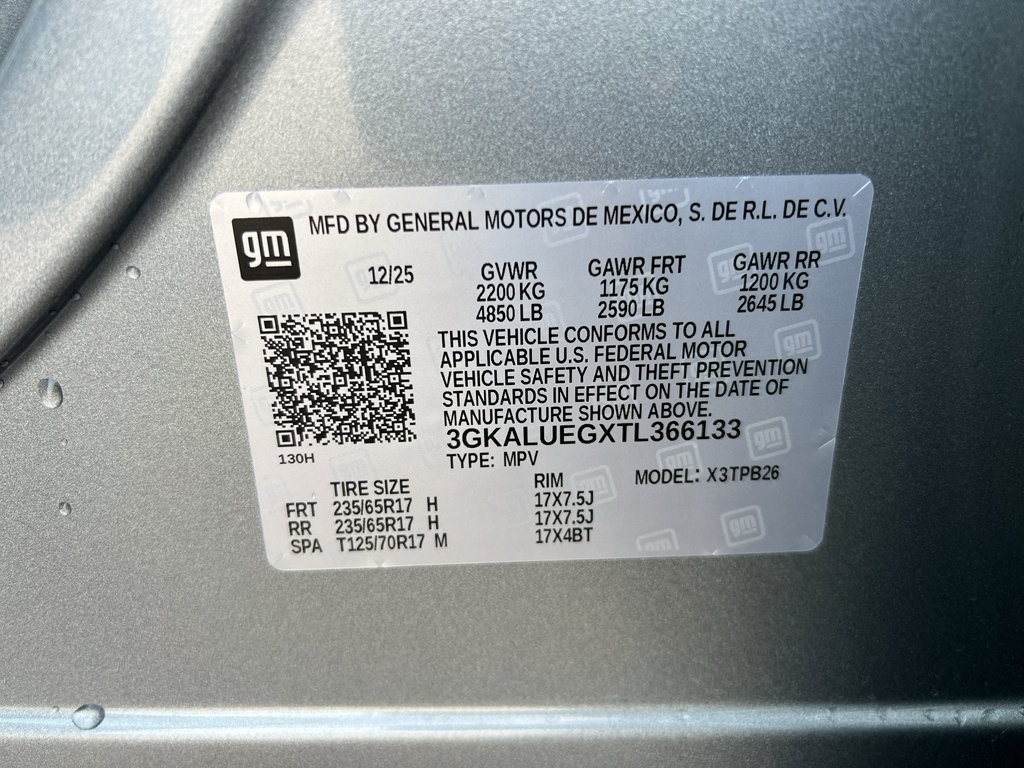 gm
MFD BY GENERAL MOTORS DE MEXICO, S. DE R.L. DE C.V.
12/25 GVWR GAWR FRT GAWR RR
2200 KG 1175 KG 1200 KG
4850 LB 2590 LB 2645 LB
THIS VEHICLE CONFORMS TO ALL
APPLICABLE U.S. FEDERAL MOTOR
VEHICLE SAFETY AND THEFT PREVENTION
STANDARDS IN EFFECT ON THE DATE OF
MANUFACTURE SHOWN ABOVE.
3GKALUEGXTL366133
130H
TYPE: MPV
MODEL: X3TPB26
TIRE SIZE RIM
FRT 235/65R17 H 17X7.5J
RR 235/65R17 H 17X7.5J
SPA T125/70R17 M 17X4BT